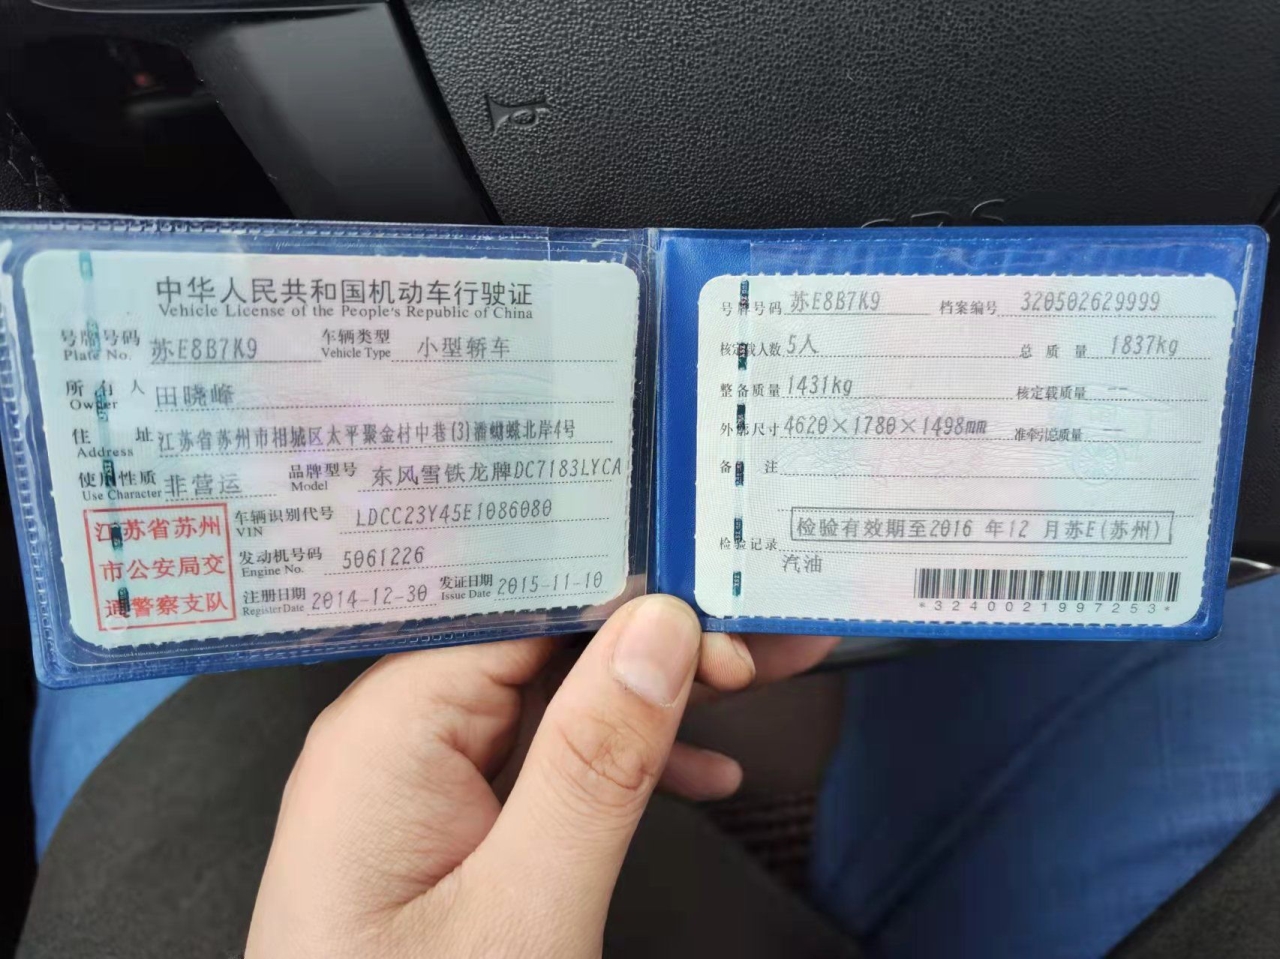 中华人民共和国机动车行驶证
Vehicle License of the People's Republic of China
号牌号码 苏E8B7K9 车辆类型 小型轿车
Plate No. Vehicle Type
所有人 田晓峰
Owner
住址 江苏省苏州市相城区太平聚金村中巷(3)潽蝴蝶北岸4号
Address
使用性质 非营运 品牌型号 东风雪铁龙牌DC7183LYCA
Use Character Model
江苏省苏州
市公安局交
通警察支队
车辆识别代号 LDCC23Y45E1086080
VIN
发动机号码 5061226
Engine No.
注册日期 2014-12-30 发证日期 2015-11-10
Register Date Issue Date
号牌号码 苏E8B7K9 档案编号 320502629999
核定载人数 5人 总质量 1837kg
整备质量 1431kg 核定载质量 --
外廓尺寸 4620×1780×1498mm 准牵引总质量 --
备注
检验有效期至2016 年12 月苏E(苏州)
检验记录
汽油
*3240021997253*